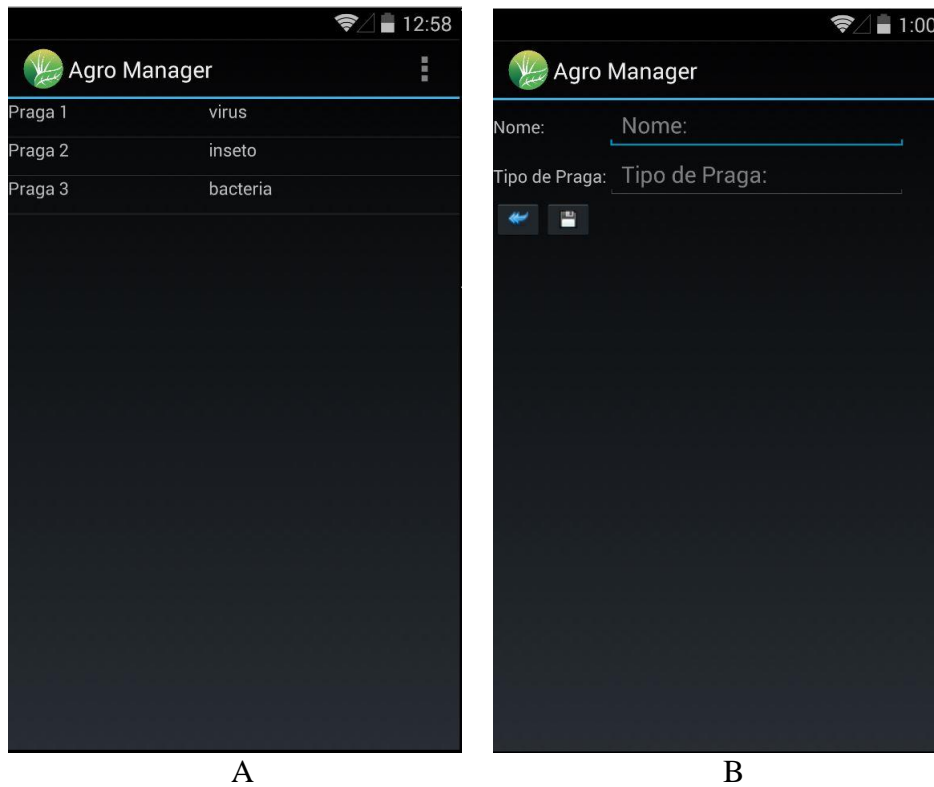 12:58
Agro Manager
Praga 1 virus
Praga 2 inseto
Praga 3 bacteria
A
1:00
Agro Manager
Nome: Nome:
Tipo de Praga: Tipo de Praga:
B